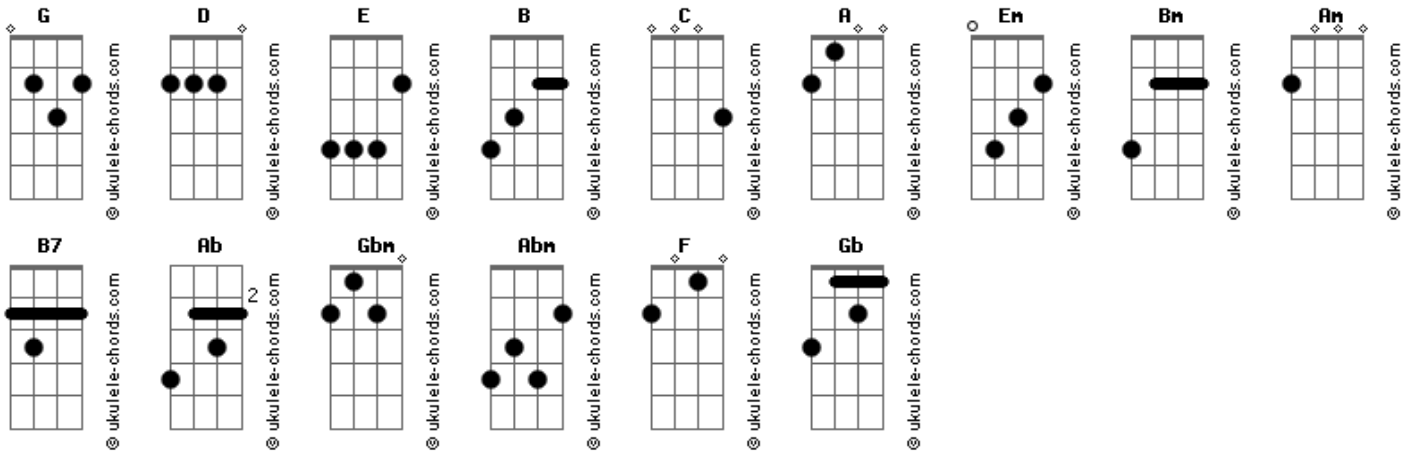 G D E B C A Em Bm Am
© ukulele-chords.com © ukulele-chords.com © ukulele-chords.com © ukulele-chords.com © ukulele-chords.com © ukulele-chords.com © ukulele-chords.com © ukulele-chords.com © ukulele-chords.com
B7 Ab Gbm Abm F Gb
2
© ukulele-chords.com © ukulele-chords.com © ukulele-chords.com © ukulele-chords.com © ukulele-chords.com © ukulele-chords.com